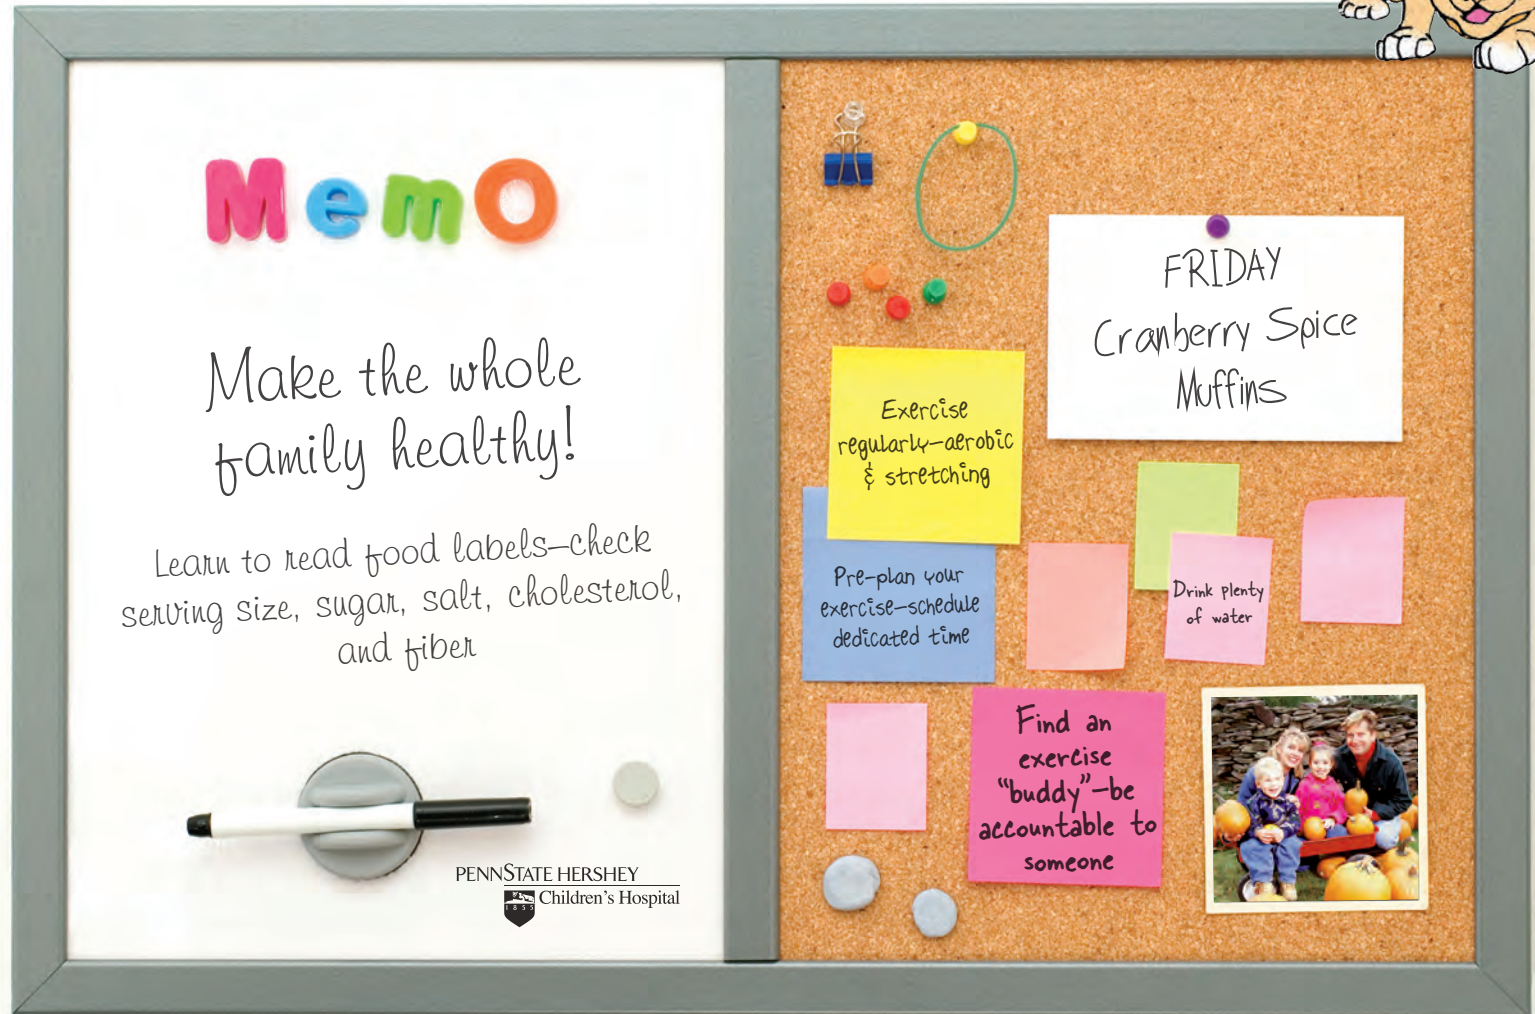 Memo
Make the whole
family healthy!
Learn to read food labels–check
serving size, sugar, salt, cholesterol,
and fiber
PENNSTATE HERSHEY
1855
Children's Hospital
FRIDAY
Cranberry Spice
Muffins
Exercise
regularly–aerobic
& stretching
Pre-plan your
exercise–schedule
dedicated time
Drink plenty
of water
Find an
exercise
“buddy”–be
accountable to
someone